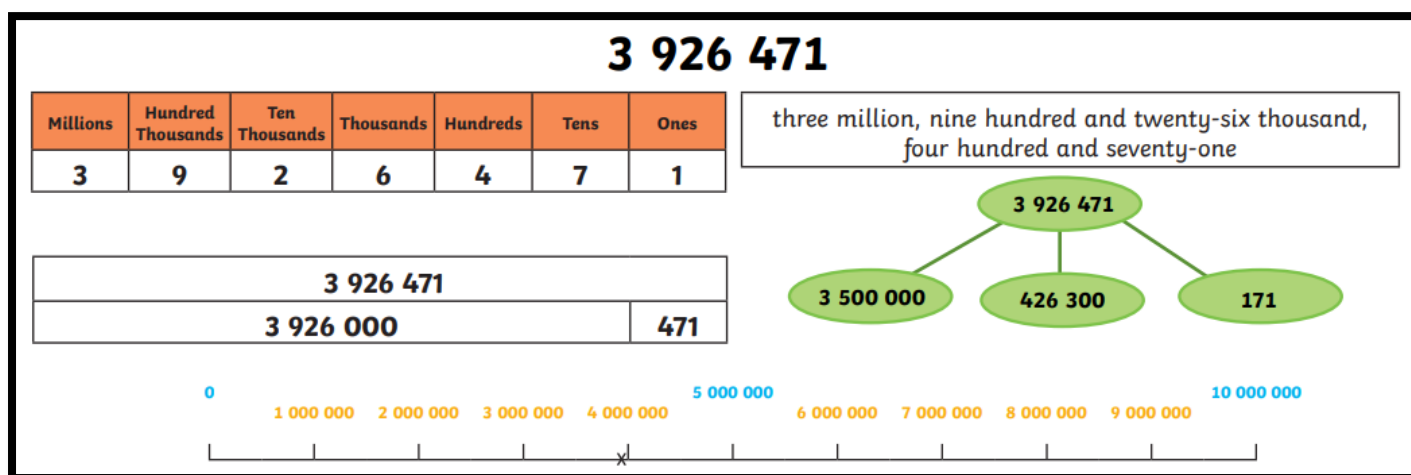 3 926 471
Millions Hundred Thousands Ten Thousands Thousands Hundreds Tens Ones
3 9 2 6 4 7 1
three million, nine hundred and twenty-six thousand,
four hundred and seventy-one
3 926 471
3 926 000 471
3 926 471
3 500 000 426 300 171
0 5 000 000 10 000 000
1 000 000 2 000 000 3 000 000 4 000 000 6 000 000 7 000 000 8 000 000 9 000 000
x